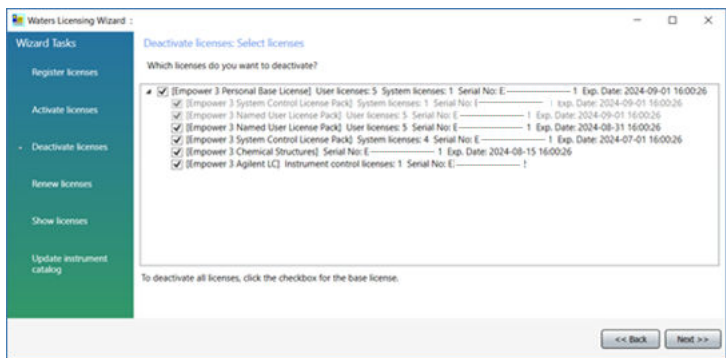 Waters Licensing Wizard :
Wizard Tasks
Register licenses
Activate licenses
Deactivate licenses
Renew licenses
Show licenses
Update instrument
catalog
Deactivate licenses: Select licenses
Which licenses do you want to deactivate?
[Empower 3 Personal Base License] User licenses: 5 System licenses: 1 Serial No: E 1 Exp. Date: 2024-09-01 16:00:26
[Empower 3 System Control License Pack] System licenses: 1 Serial No: E Exp. Date: 2024-09-01 16:00:26
[Empower 3 Named User License Pack] User licenses: 5 Serial No: E 1 Exp. Date: 2024-09-01 16:00:26
[Empower 3 Named User License Pack] User licenses: 5 Serial No: E 1 Exp. Date: 2024-08-31 16:00:26
[Empower 3 System Control License Pack] System licenses: 4 Serial No: E 1 Exp. Date: 2024-07-01 16:00:26
[Empower 3 Chemical Structures] Serial No: E 1 Exp. Date: 2024-08-15 16:00:26
[Empower 3 Agilent LC] Instrument control licenses: 1 Serial No: E
To deactivate all licenses, click the checkbox for the base license.
<< Back
Next >>